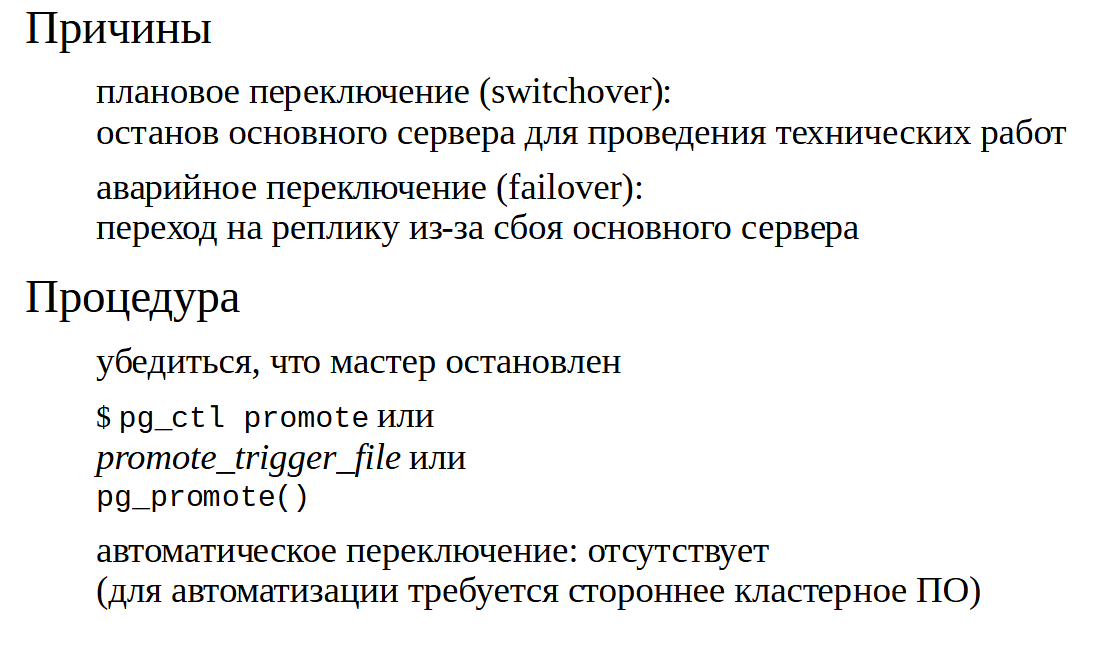 Причины
плановое переключение (switchover):
останов основного сервера для проведения технических работ
аварийное переключение (failover):
переход на реплику из-за сбоя основного сервера
Процедура
убедиться, что мастер остановлен
$ pg_ctl promote или
promote_trigger_file или
pg_promote()
автоматическое переключение: отсутствует
(для автоматизации требуется стороннее кластерное ПО)